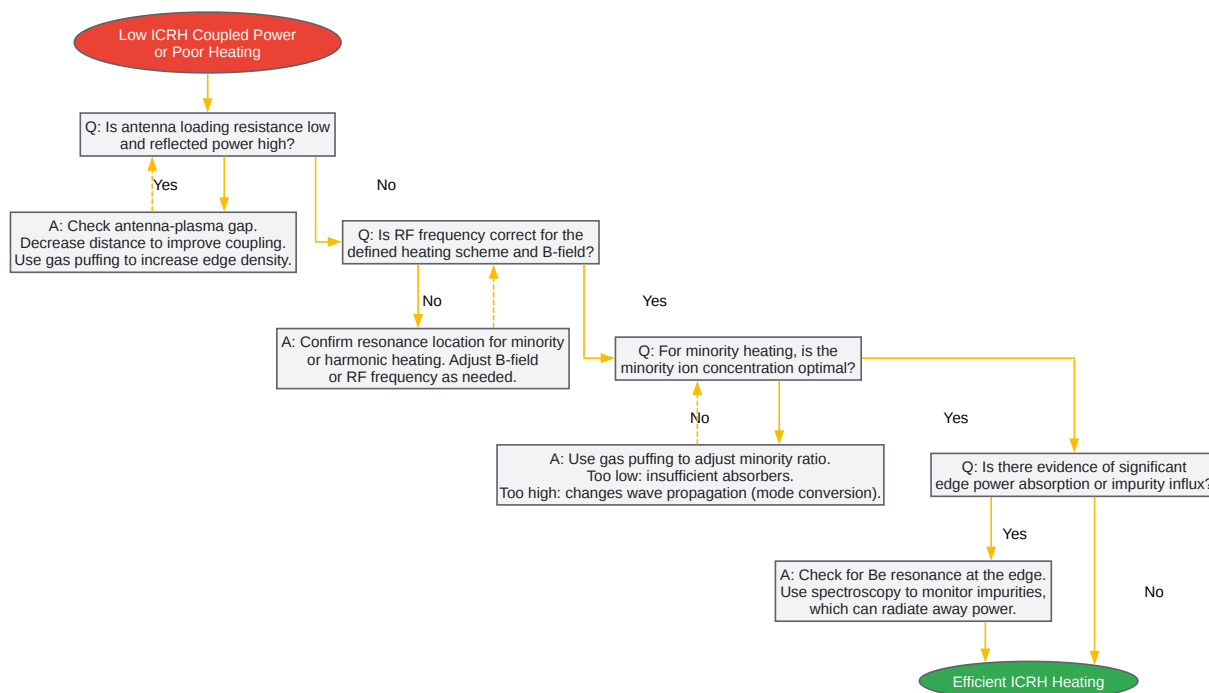 Low ICRH Coupled Power
or Poor Heating
Q: Is antenna loading resistance low
and reflected power high?
Yes
No
A: Check antenna-plasma gap.
Decrease distance to improve coupling.
Use gas puffing to increase edge density.
Q: Is RF frequency correct for the
defined heating scheme and B-field?
No
Yes
A: Confirm resonance location for minority
or harmonic heating. Adjust B-field
or RF frequency as needed.
Q: For minority heating, is the
minority ion concentration optimal?
No
Yes
A: Use gas puffing to adjust minority ratio.
Too low: insufficient absorbers.
Too high: changes wave propagation (mode conversion).
Q: Is there evidence of significant
edge power absorption or impurity influx?
Yes
No
A: Check for Be resonance at the edge.
Use spectroscopy to monitor impurities,
which can radiate away power.
Efficient ICRH Heating